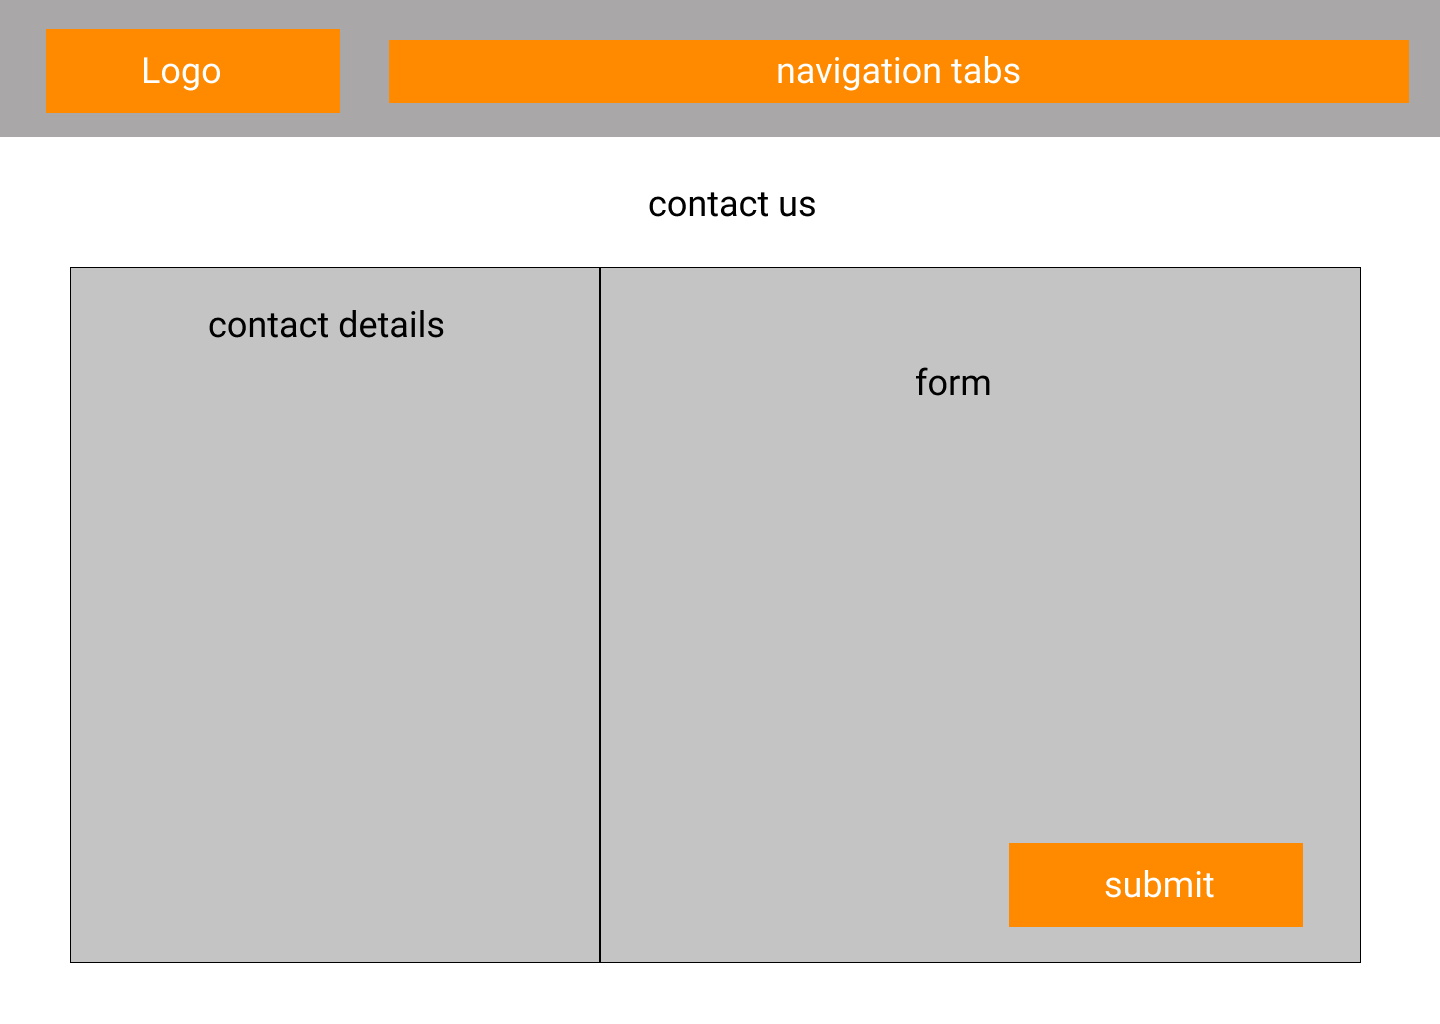 Logo
navigation tabs
contact us
contact details
form
submit